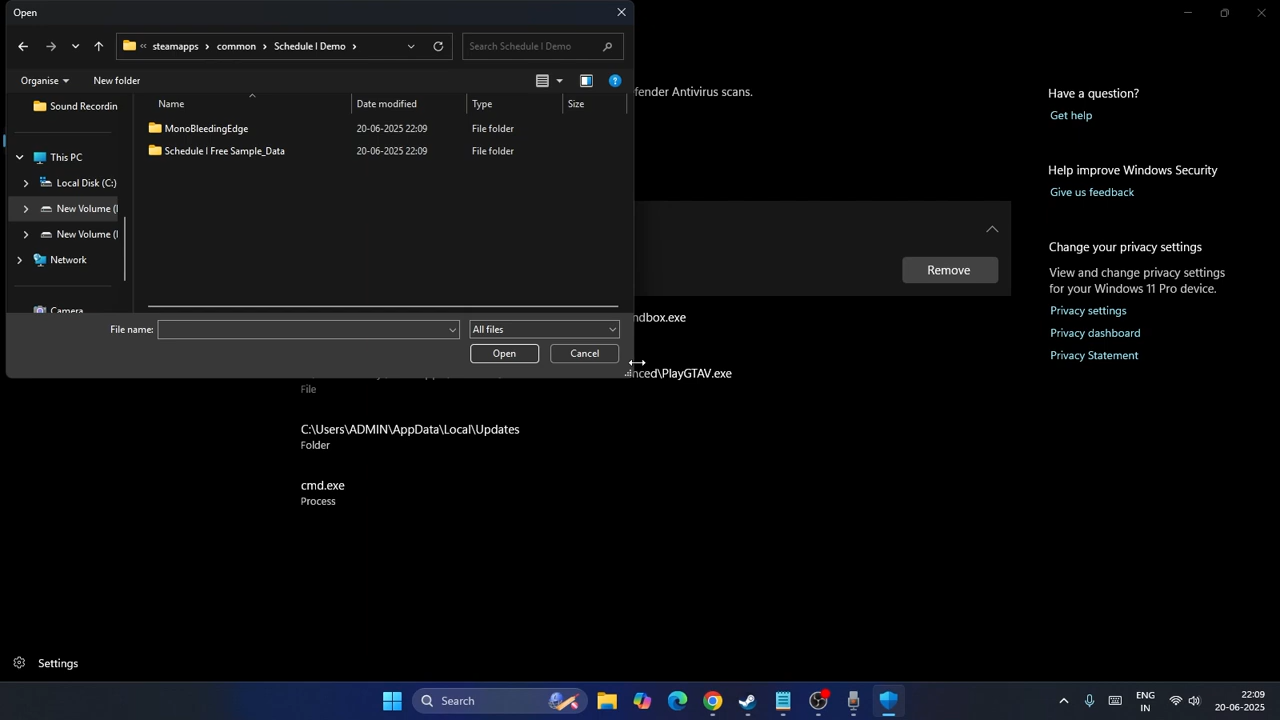 Open
steamapps › common › Schedule I Demo ›
Search Schedule I Demo
Organise
New folder
Name
Date modified
Type
Size
Sound Recordin
MonoBleedingEdge
20-06-2025 22:09
File folder
Schedule I Free Sample_Data
20-06-2025 22:09
File folder
This PC
Local Disk (C:)
New Volume (
New Volume (
Network
Camera
File name:
All files
Open
Cancel
fender Antivirus scans.
Remove
ndbox.exe
nced\PlayGTAV.exe
File
C:\Users\ADMIN\AppData\Local\Updates
Folder
cmd.exe
Process
Have a question?
Get help
Help improve Windows Security
Give us feedback
Change your privacy settings
View and change privacy settings
for your Windows 11 Pro device.
Privacy settings
Privacy dashboard
Privacy Statement
Settings
Search
ENG
IN
22:09
20-06-2025